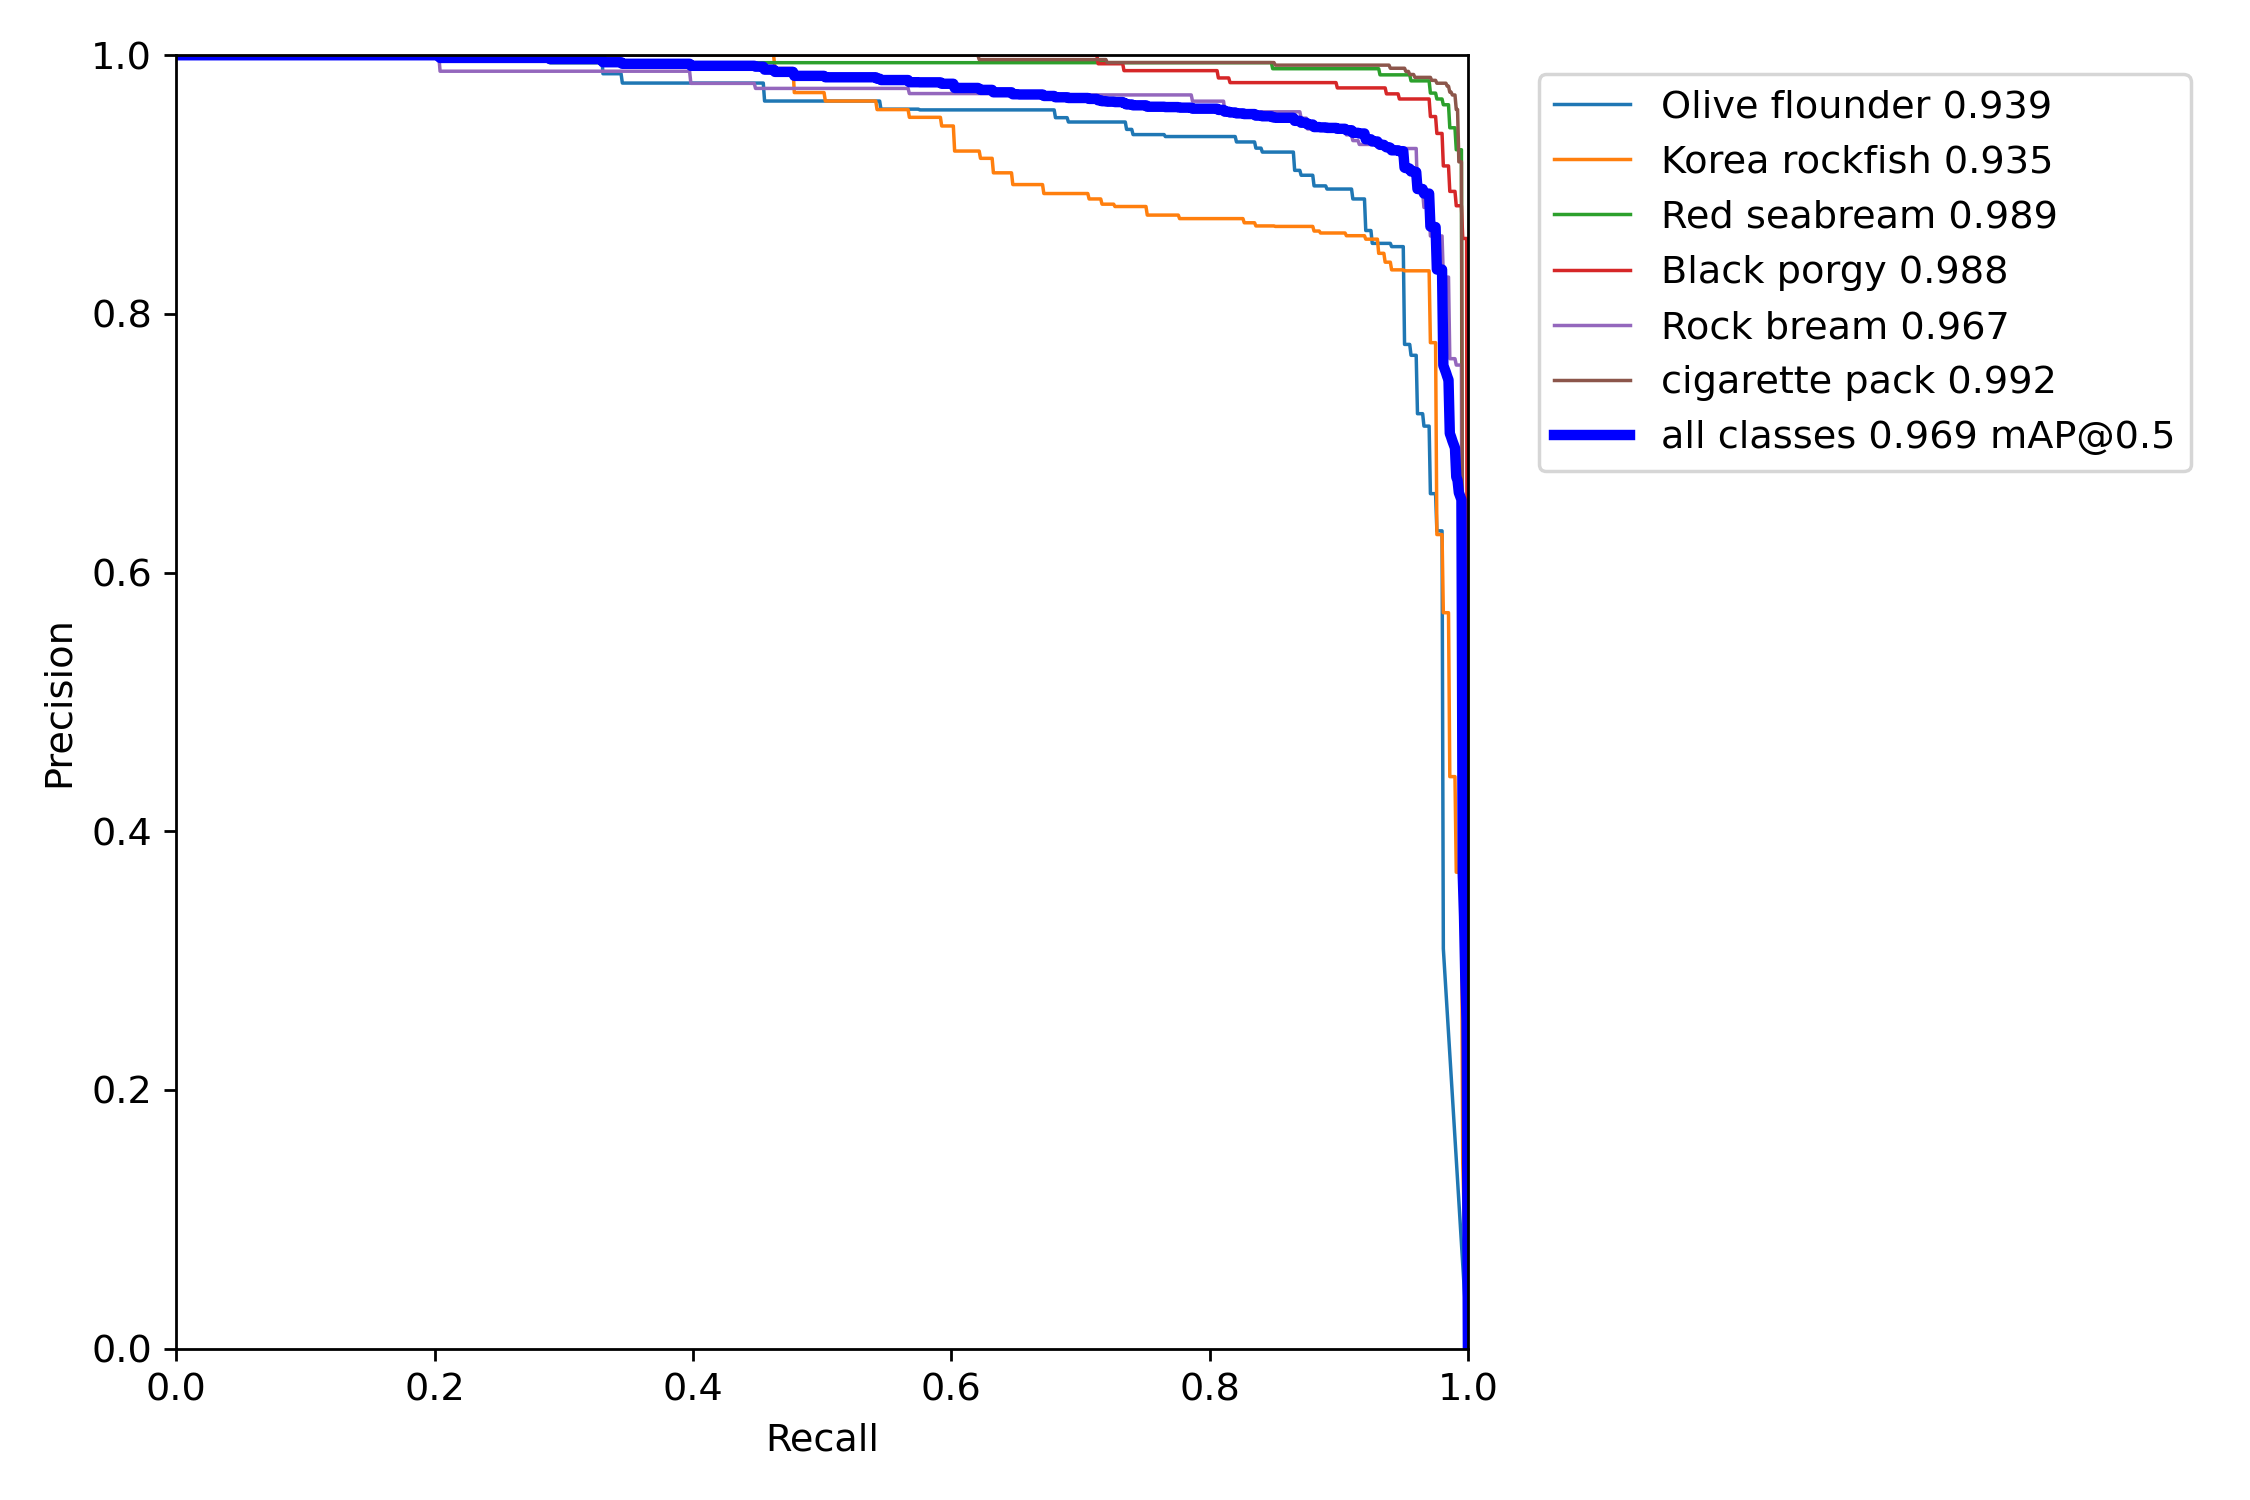 1.0
0.8
0.6
0.4
0.2
0.0
0.0 0.2 0.4 0.6 0.8 1.0
Precision
Recall
Olive flounder 0.939
Korea rockfish 0.935
Red seabream 0.989
Black porgy 0.988
Rock bream 0.967
cigarette pack 0.992
all classes 0.969 mAP@0.5